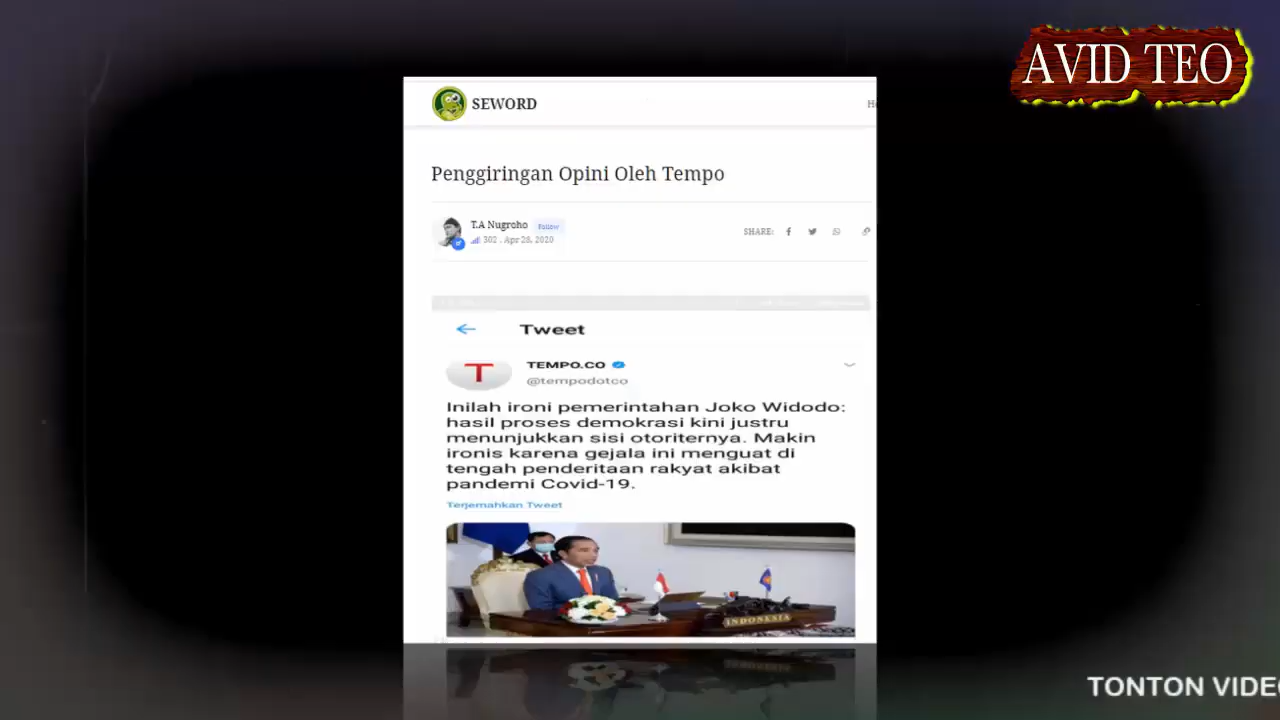 AVID TEO
SEWORD
Penggiringan Opini Oleh Tempo
T.A Nugroho Follow
302 . Apr 26, 2020
SHARE:
Tweet
TEMPO.CO
@tempodotco
Inilah ironi pemerintahan Joko Widodo:
hasil proses demokrasi kini justru
menunjukkan sisi otoriternya. Makin
ironis karena gejala ini menguat di
tengah penderitaan rakyat akibat
pandemi Covid-19.
Terjemahkan Tweet
INDONESIA
TONTON VIDEO